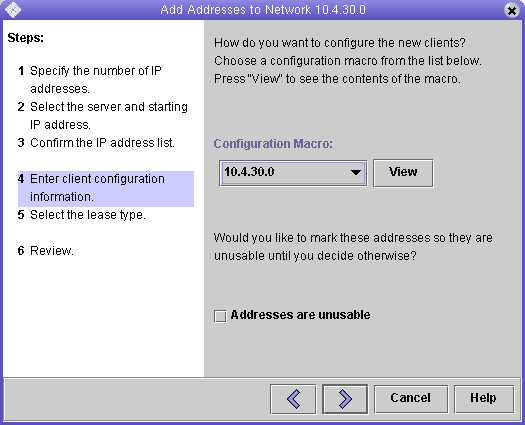 Add Addresses to Network 10.4.30.0
Steps:
1 Specify the number of IP
addresses.
2 Select the server and starting
IP address.
3 Confirm the IP address list.
4 Enter client configuration
information.
5 Select the lease type.
6 Review.
How do you want to configure the new clients?
Choose a configuration macro from the list below.
Press "View" to see the contents of the macro.
Configuration Macro:
10.4.30.0
View
Would you like to mark these addresses so they are
unusable until you decide otherwise?
Addresses are unusable
Cancel
Help